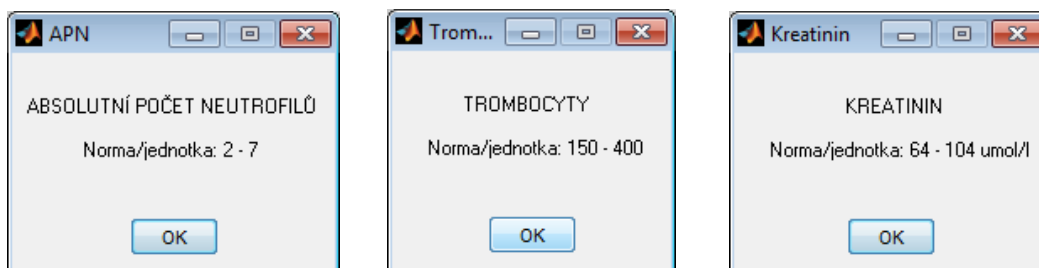 APN
ABSOLUTNÍ POČET NEUTROFILŮ
Norma/jednotka: 2 - 7
OK
Trom...
TROMBOCYTY
Norma/jednotka: 150 - 400
OK
Kreatinin
KREATININ
Norma/jednotka: 64 - 104 umol/l
OK